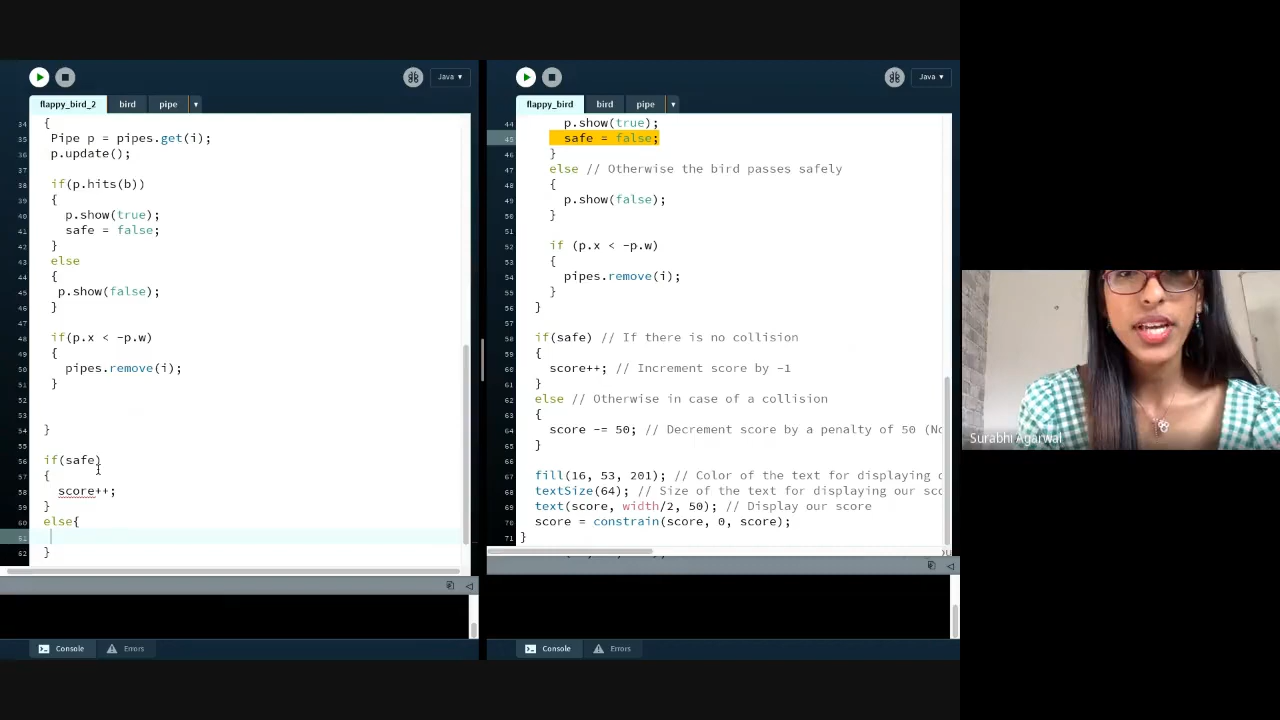 Java ▾
flappy_bird_2 bird pipe ▾
34 {
35 Pipe p = pipes.get(i);
36 p.update();
37
38 if(p.hits(b))
39 {
40 p.show(true);
41 safe = false;
42 }
43 else
44 {
45 p.show(false);
46 }
47
48 if(p.x < -p.w)
49 {
50 pipes.remove(i);
51 }
52
53
54 }
55
56 if(safe)
57 {
58 score++;
59 }
60 else{
61
62 }
Console Errors
Java ▾
flappy_bird bird pipe ▾
44 p.show(true);
45 safe = false;
46 }
47 else // Otherwise the bird passes safely
48 {
49 p.show(false);
50 }
51
52 if (p.x < -p.w)
53 {
54 pipes.remove(i);
55 }
56 }
57
58 if(safe) // If there is no collision
59 {
60 score++; // Increment score by -1
61 }
62 else // Otherwise in case of a collision
63 {
64 score -= 50; // Decrement score by a penalty of 50 (No
65 }
66
67 fill(16, 53, 201); // Color of the text for displaying
68 textSize(64); // Size of the text for displaying our sco
69 text(score, width/2, 50); // Display our score
70 score = constrain(score, 0, score);
71 }
Console Errors
Surabhi Agarwal